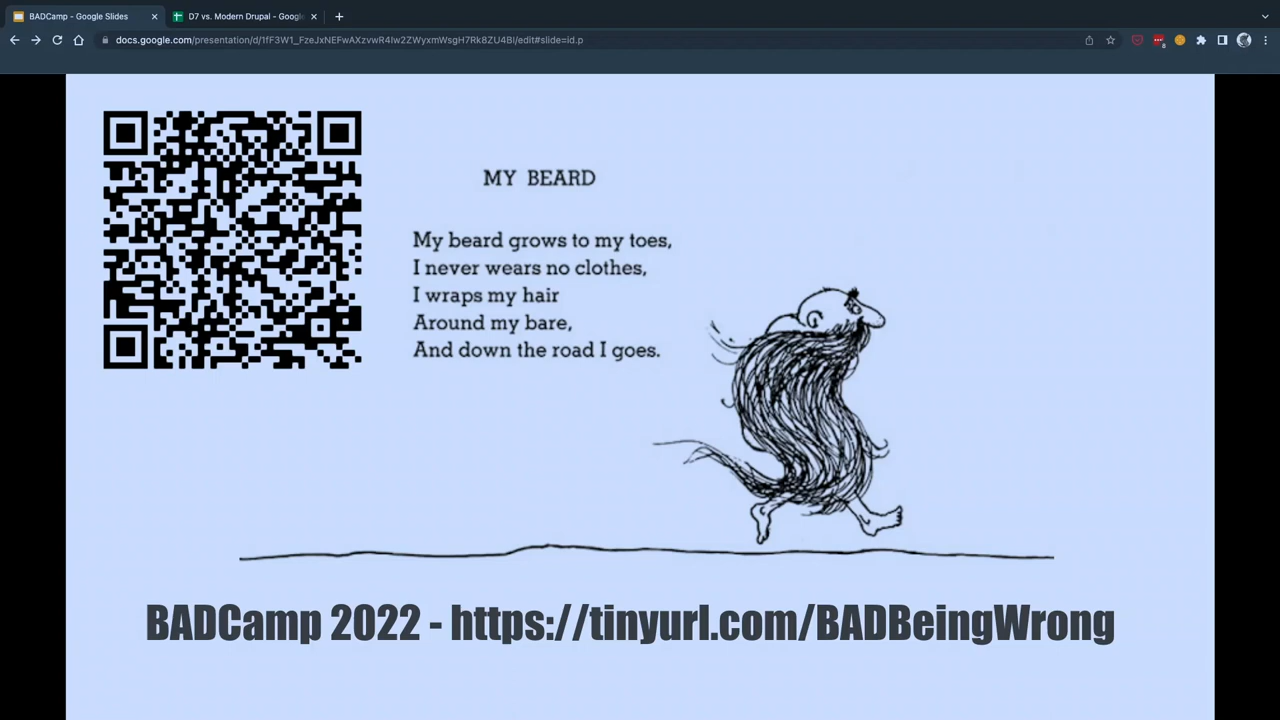 BADCamp - Google Slides
D7 vs. Modern Drupal - Googl
docs.google.com/presentation/d/1fF3W1_FzeJxNEFwAXzvwR4Iw2ZWyxmWsgH7Rk8ZU4BI/edit#slide=id.p
8
MY BEARD
My beard grows to my toes,
I never wears no clothes,
I wraps my hair
Around my bare,
And down the road I goes.
BADCamp 2022 - https://tinyurl.com/BADBeingWrong